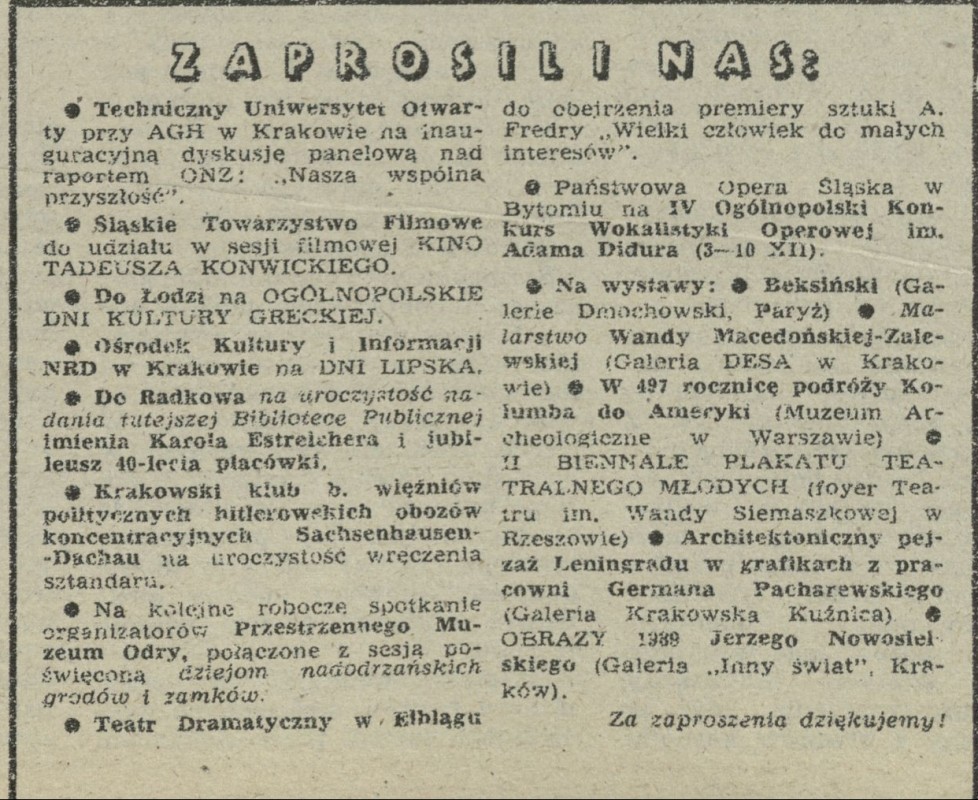 ZAPROSILI NAS:
● Techniczny Uniwersytet Otwar-
ty przy AGH w Krakowie na inau-
guracyjną dyskusję panelową nad
raportem ONZ: „Nasza wspólna
przyszłość".
● Śląskie Towarzystwo Filmowe
do udziału w sesji filmowej KINO
TADEUSZA KONWICKIEGO.
● Do Łodzi na OGÓLNOPOLSKIE
DNI KULTURY GRECKIEJ.
● Ośrodek Kultury i Informacji
NRD w Krakowie na DNI LIPSKA.
● Do Radkowa na uroczystość na-
dania tutejszej Bibliotece Publicznej
imienia Karola Estreichera i jubi-
leusz 40-lecia placówki.
● Krakowski klub b. więźniów
politycznych hitlerowskich obozów
koncentracyjnych Sachsenhausen-
-Dachau na uroczystość wręczenia
sztandaru.
● Na kolejne robocze spotkanie
organizatorów Przestrzennego Mu-
zeum Odry, połączone z sesją po-
święconą dziejom nadodrzańskich
grodów i zamków.
● Teatr Dramatyczny w Elblągu
do obejrzenia premiery sztuki A.
Fredry „Wielki człowiek do małych
interesów".
● Państwowa Opera Śląska w
Bytomiu na IV Ogólnopolski Kon-
kurs Wokalistyki Operowej im.
Adama Didura (3—10 XII).
● Na wystawy: ● Beksiński (Ga-
lerie Dmochowski, Paryż) ● Ma-
larstwo Wandy Macedońskiej-Zale-
wskiej (Galeria DESA w Krako-
wie) ● W 497 rocznicę podróży Ko-
lumba do Ameryki (Muzeum Ar-
cheologiczne w Warszawie) ●
II BIENNALE PLAKATU TEA-
TRALNEGO MŁODYCH (foyer Tea-
tru im. Wandy Siemaszkowej w
Rzeszowie) ● Architektoniczny pej-
zaż Leningradu w grafikach z pra-
cowni Germana Pacharewskiego
(Galeria Krakowska Kuźnica) ●
OBRAZY 1989 Jerzego Nowosiel-
skiego (Galeria „Inny świat", Kra-
ków).
Za zaproszenia dziękujemy!